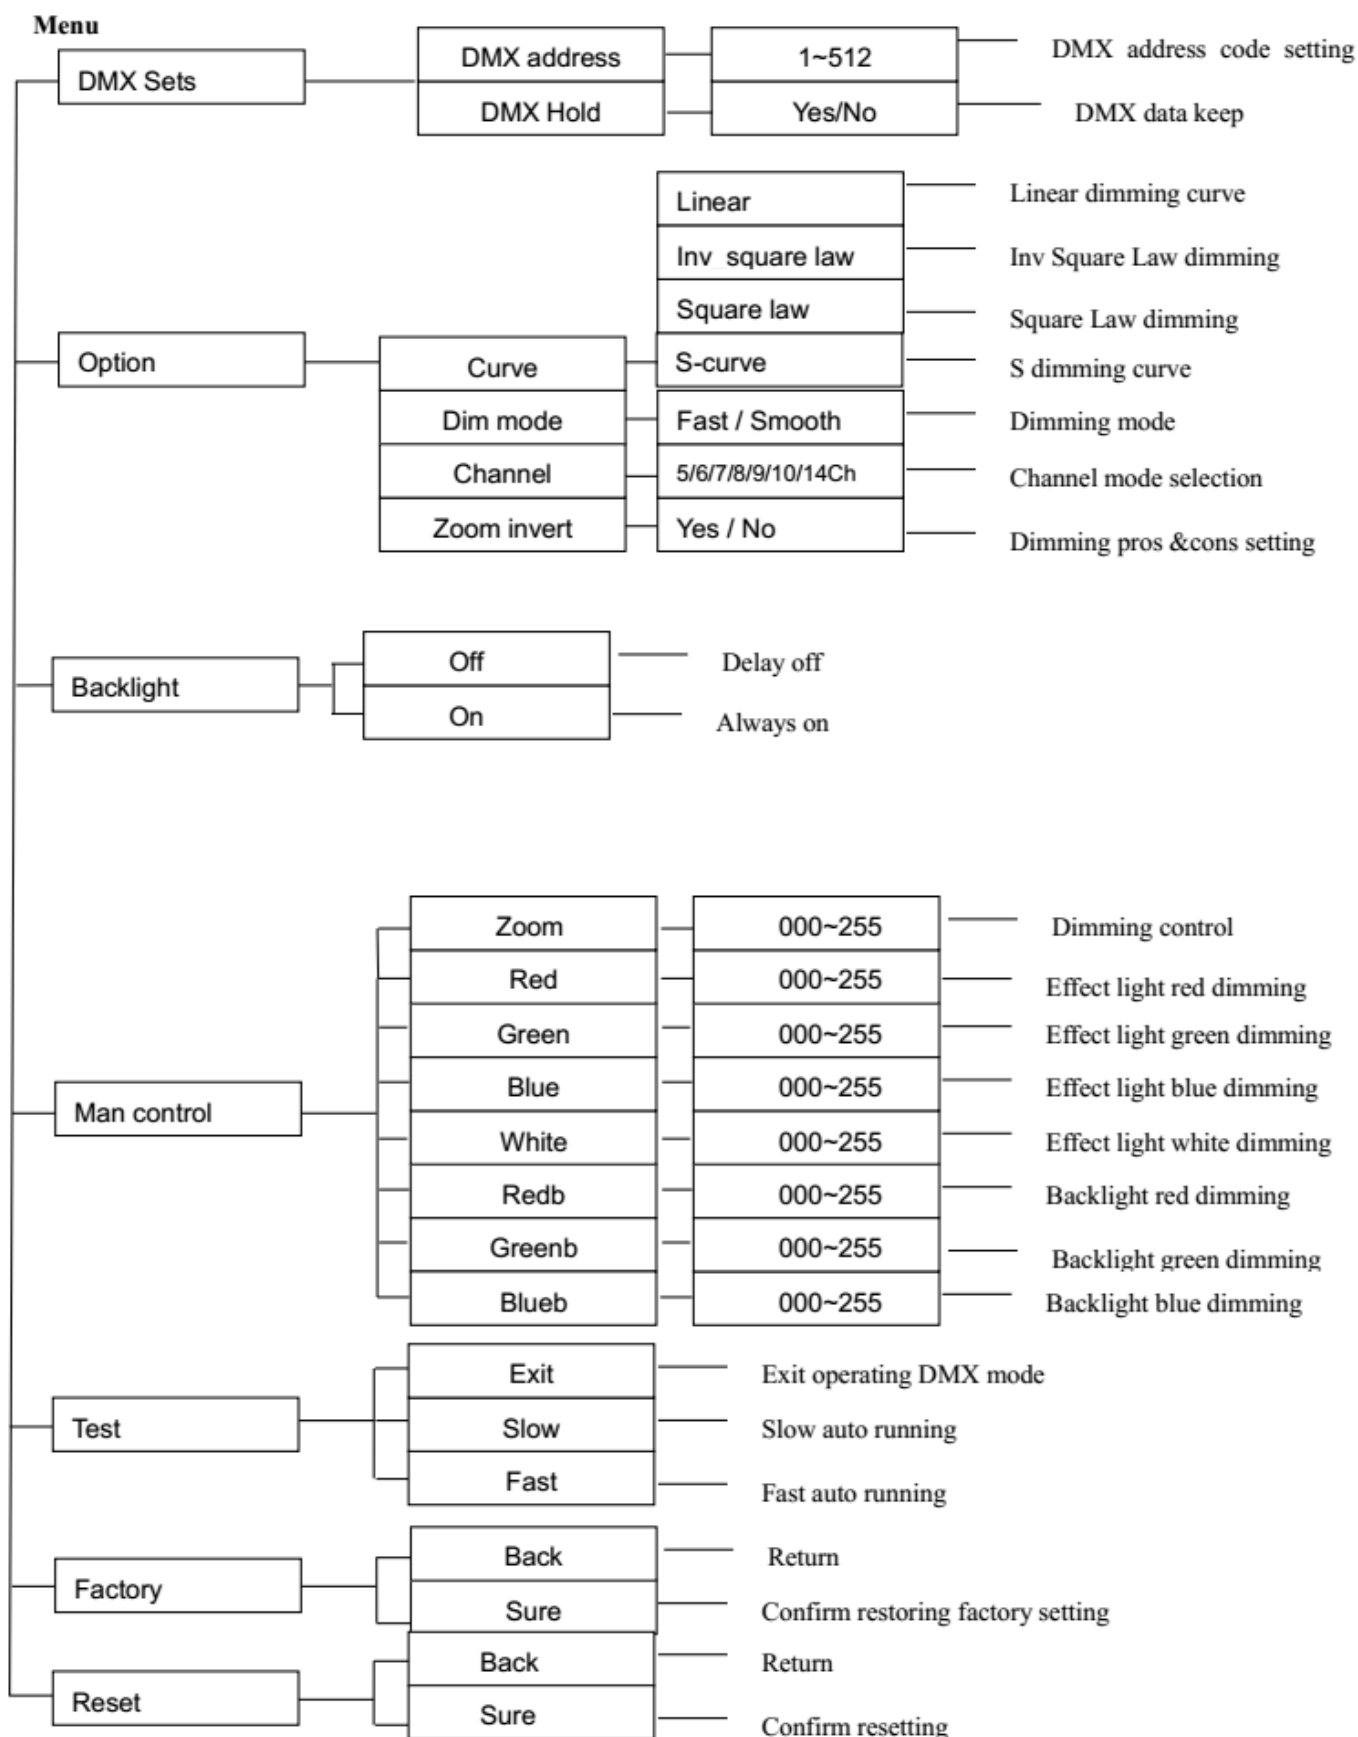 Menu
DMX Sets
DMX address
1~512
DMX address code setting
DMX Hold
Yes/No
DMX data keep
Option
Curve
Linear
Linear dimming curve
Inv square law
Inv Square Law dimming
Square law
Square Law dimming
S-curve
S dimming curve
Dim mode
Fast / Smooth
Dimming mode
Channel
5/6/7/8/9/10/14Ch
Channel mode selection
Zoom invert
Yes / No
Dimming pros &cons setting
Backlight
Off
Delay off
On
Always on
Man control
Zoom
000~255
Dimming control
Red
000~255
Effect light red dimming
Green
000~255
Effect light green dimming
Blue
000~255
Effect light blue dimming
White
000~255
Effect light white dimming
Redb
000~255
Backlight red dimming
Greenb
000~255
Backlight green dimming
Blueb
000~255
Backlight blue dimming
Test
Exit
Exit operating DMX mode
Slow
Slow auto running
Fast
Fast auto running
Factory
Back
Return
Sure
Confirm restoring factory setting
Reset
Back
Return
Sure
Confirm resetting